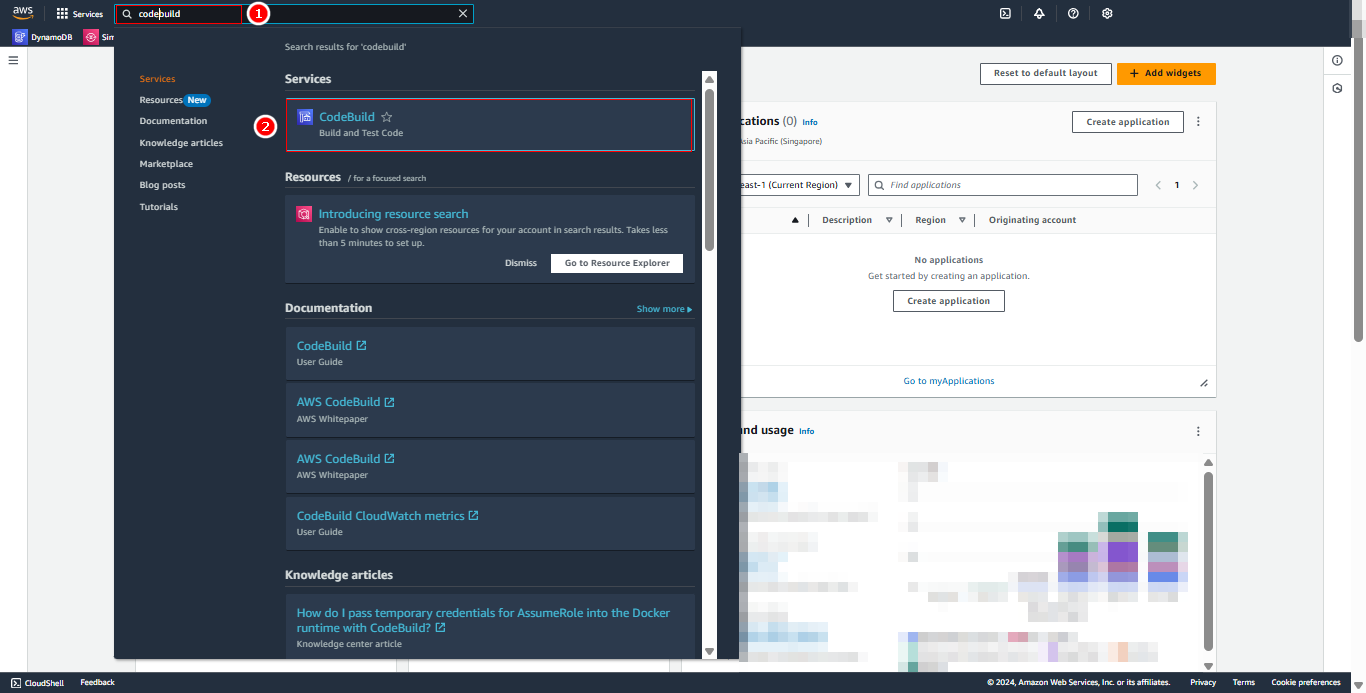 aws
Services
codebuild
1
DynamoDB
Sim
Search results for 'codebuild'
Services
Resources New
Documentation
Knowledge articles
Marketplace
Blog posts
Tutorials
Services
2
CodeBuild
Build and Test Code
Resources / for a focused search
Introducing resource search
Enable to show cross-region resources for your account in search results. Takes less
than 5 minutes to set up.
Dismiss
Go to Resource Explorer
Documentation
Show more
CodeBuild
User Guide
AWS CodeBuild
AWS Whitepaper
AWS CodeBuild
AWS Whitepaper
CodeBuild CloudWatch metrics
User Guide
Knowledge articles
How do I pass temporary credentials for AssumeRole into the Docker
runtime with CodeBuild?
Knowledge center article
Reset to default layout
+ Add widgets
cations (0) Info
Asia Pacific (Singapore)
Create application
east-1 (Current Region)
Find applications
1
Description
Region
Originating account
No applications
Get started by creating an application.
Create application
Go to myApplications
and usage Info
CloudShell
Feedback
© 2024, Amazon Web Services, Inc. or its affiliates.
Privacy
Terms
Cookie preferences